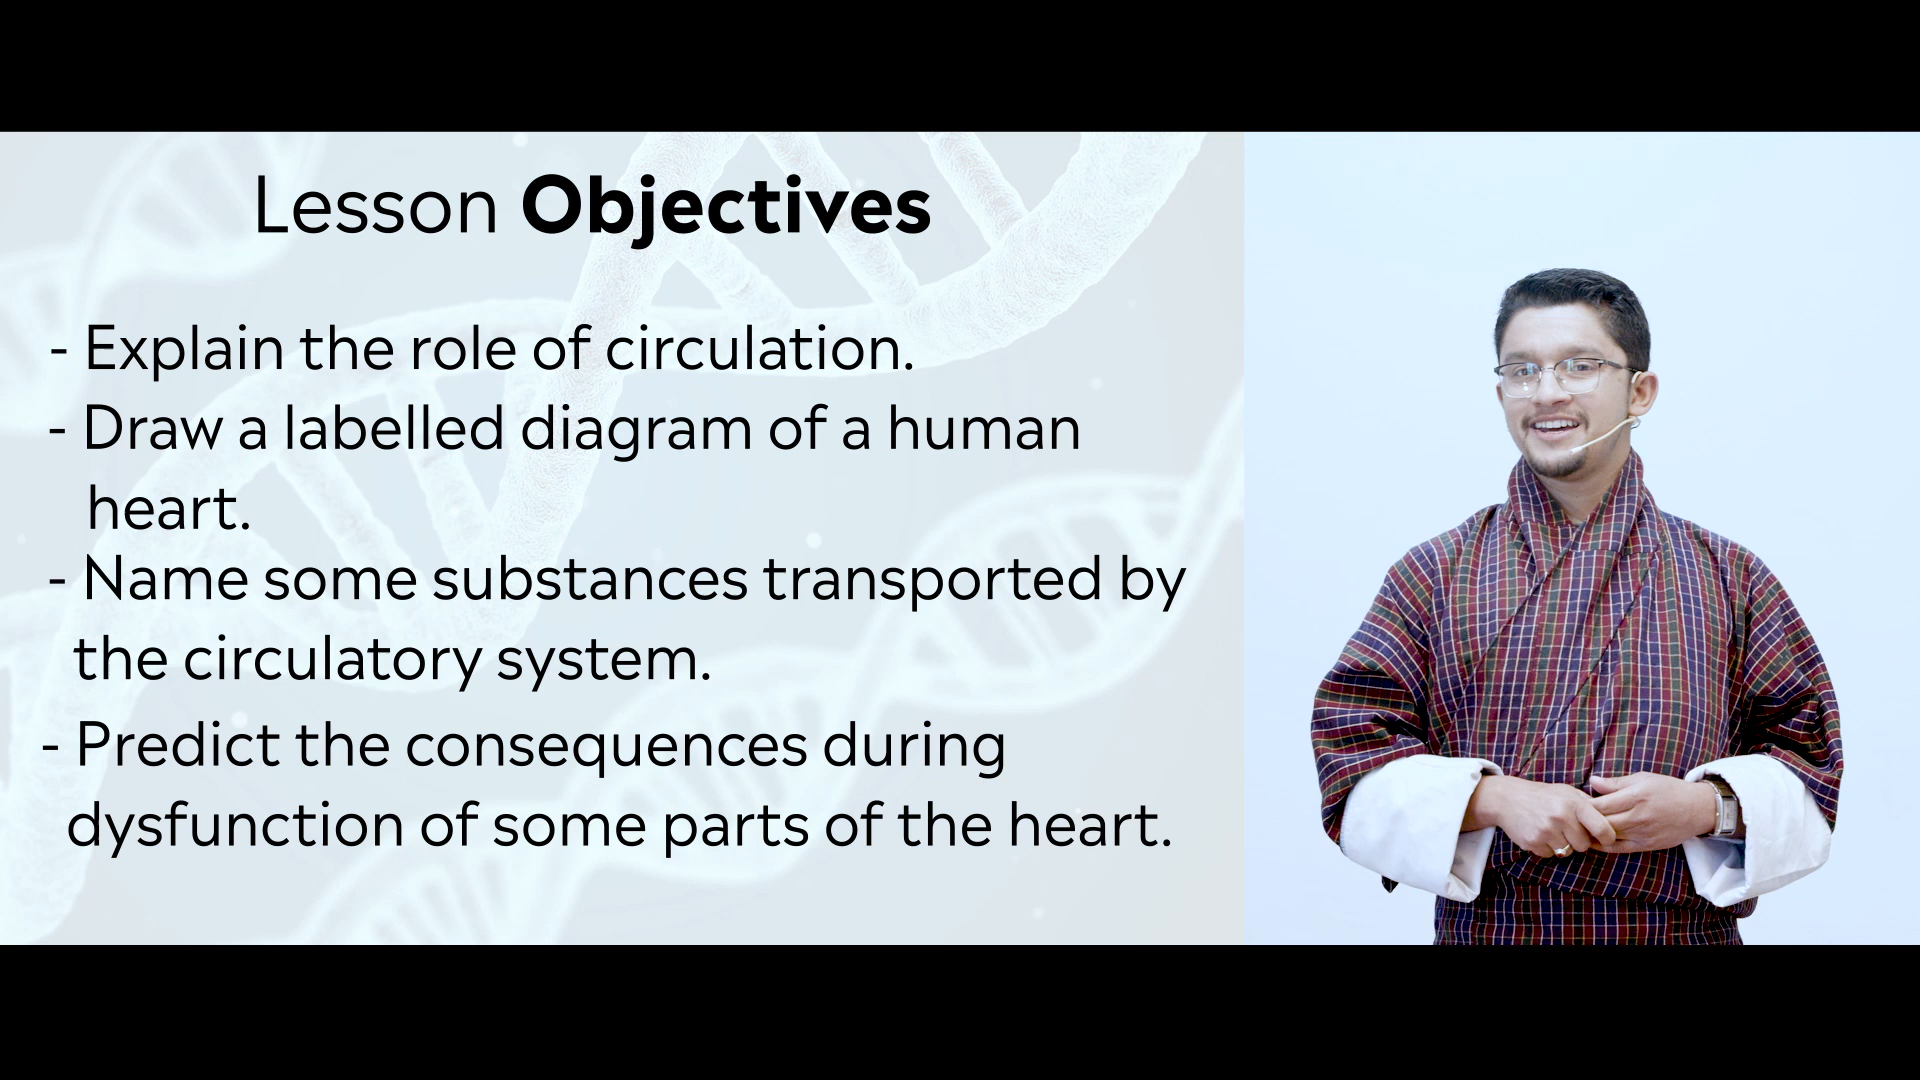 Lesson Objectives
- Explain the role of circulation.
- Draw a labelled diagram of a human
heart.
- Name some substances transported by
the circulatory system.
- Predict the consequences during
dysfunction of some parts of the heart.